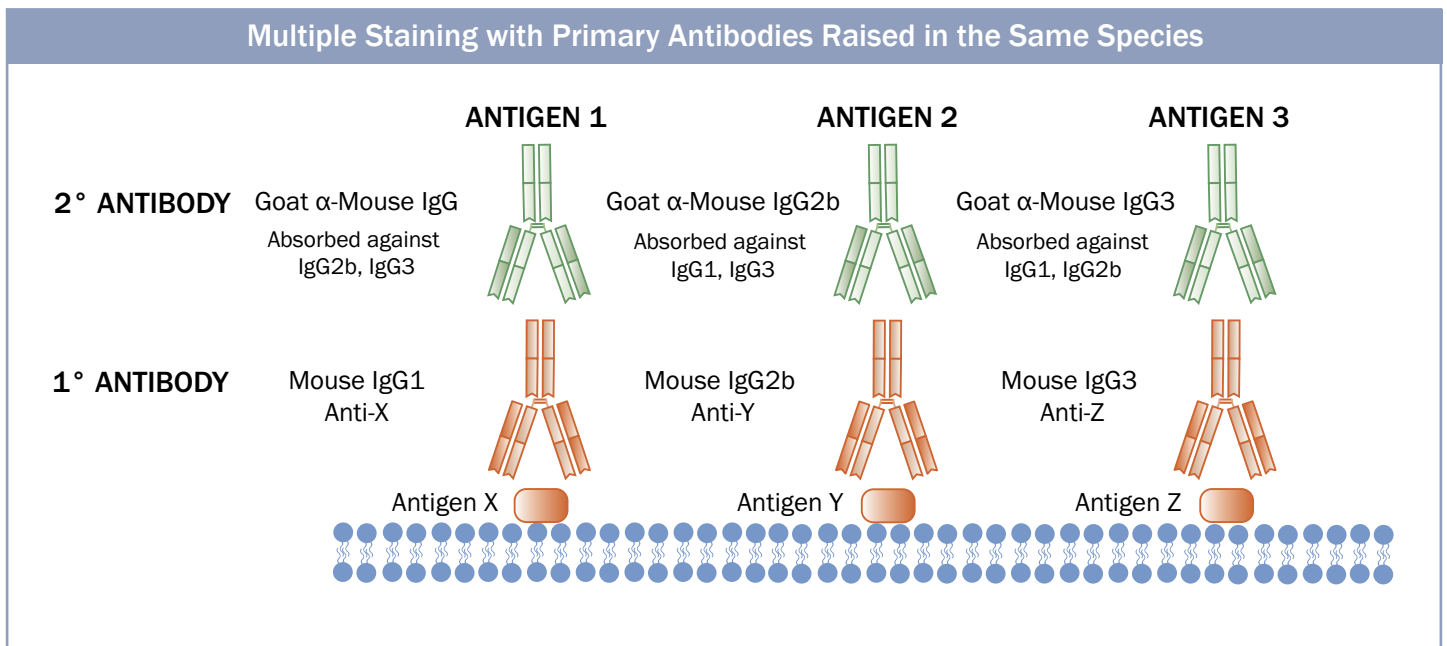 Multiple Staining with Primary Antibodies Raised in the Same Species
ANTIGEN 1
ANTIGEN 2
ANTIGEN 3
2° ANTIBODY
Goat α-Mouse IgG
Absorbed against
IgG2b, IgG3
Goat α-Mouse IgG2b
Absorbed against
IgG1, IgG3
Goat α-Mouse IgG3
Absorbed against
IgG1, IgG2b
1° ANTIBODY
Mouse IgG1
Anti-X
Mouse IgG2b
Anti-Y
Mouse IgG3
Anti-Z
Antigen X
Antigen Y
Antigen Z